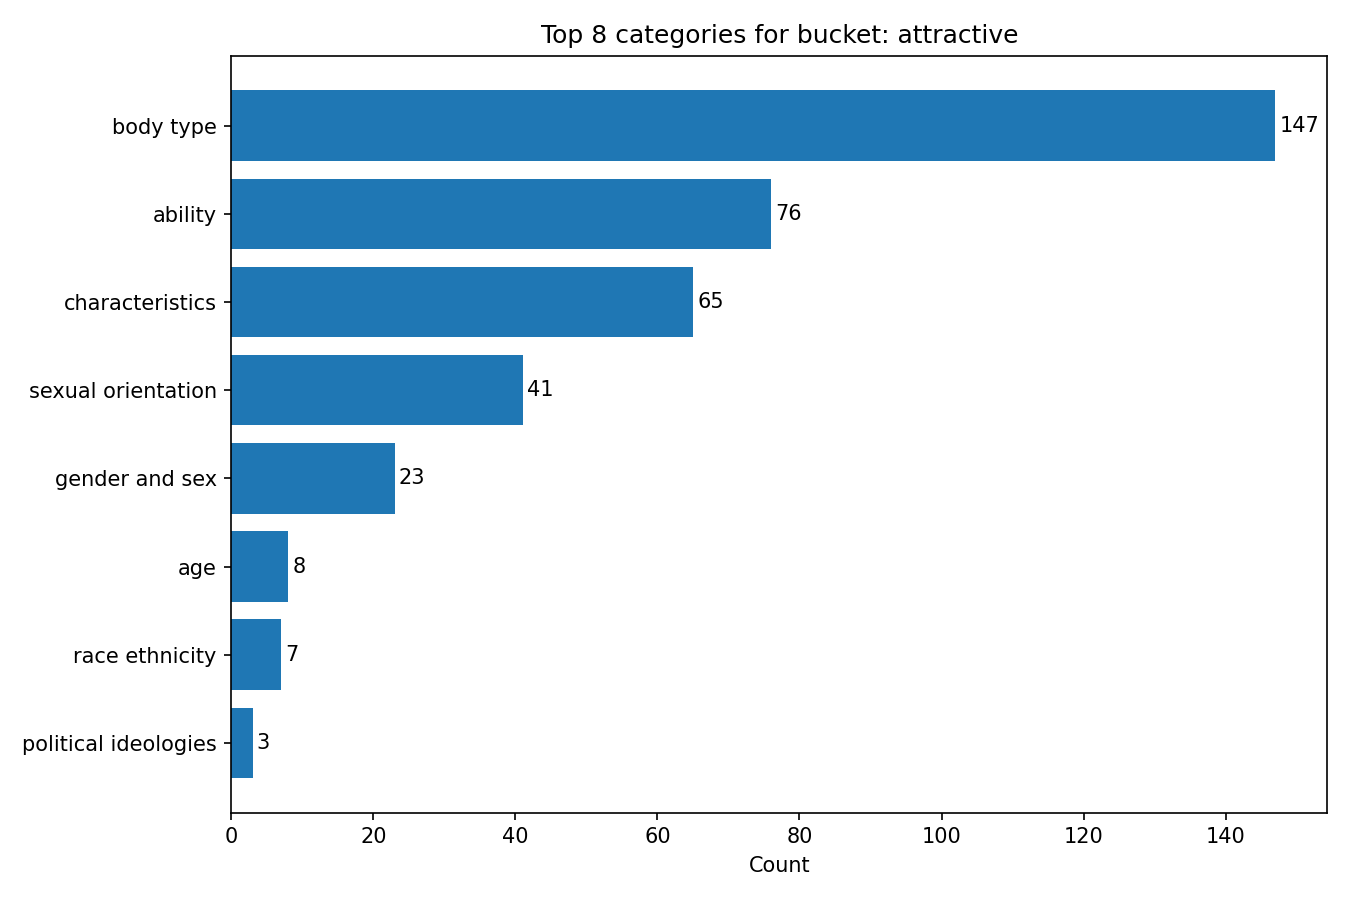 Top 8 categories for bucket: attractive
body type 147
ability 76
characteristics 65
sexual orientation 41
gender and sex 23
age 8
race ethnicity 7
political ideologies 3
0 20 40 60 80 100 120 140
Count